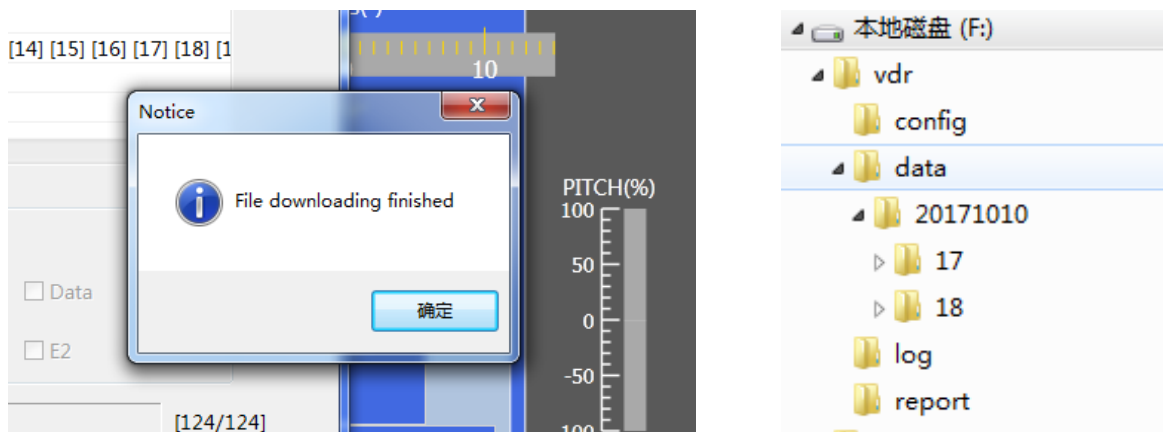 [14] [15] [16] [17] [18] [1
10
Notice
x
File downloading finished
确定
Data
E2
[124/124]
PITCH(%)
100
50
0
-50
-100
本地磁盘 (F:)
vdr
config
data
20171010
17
18
log
report